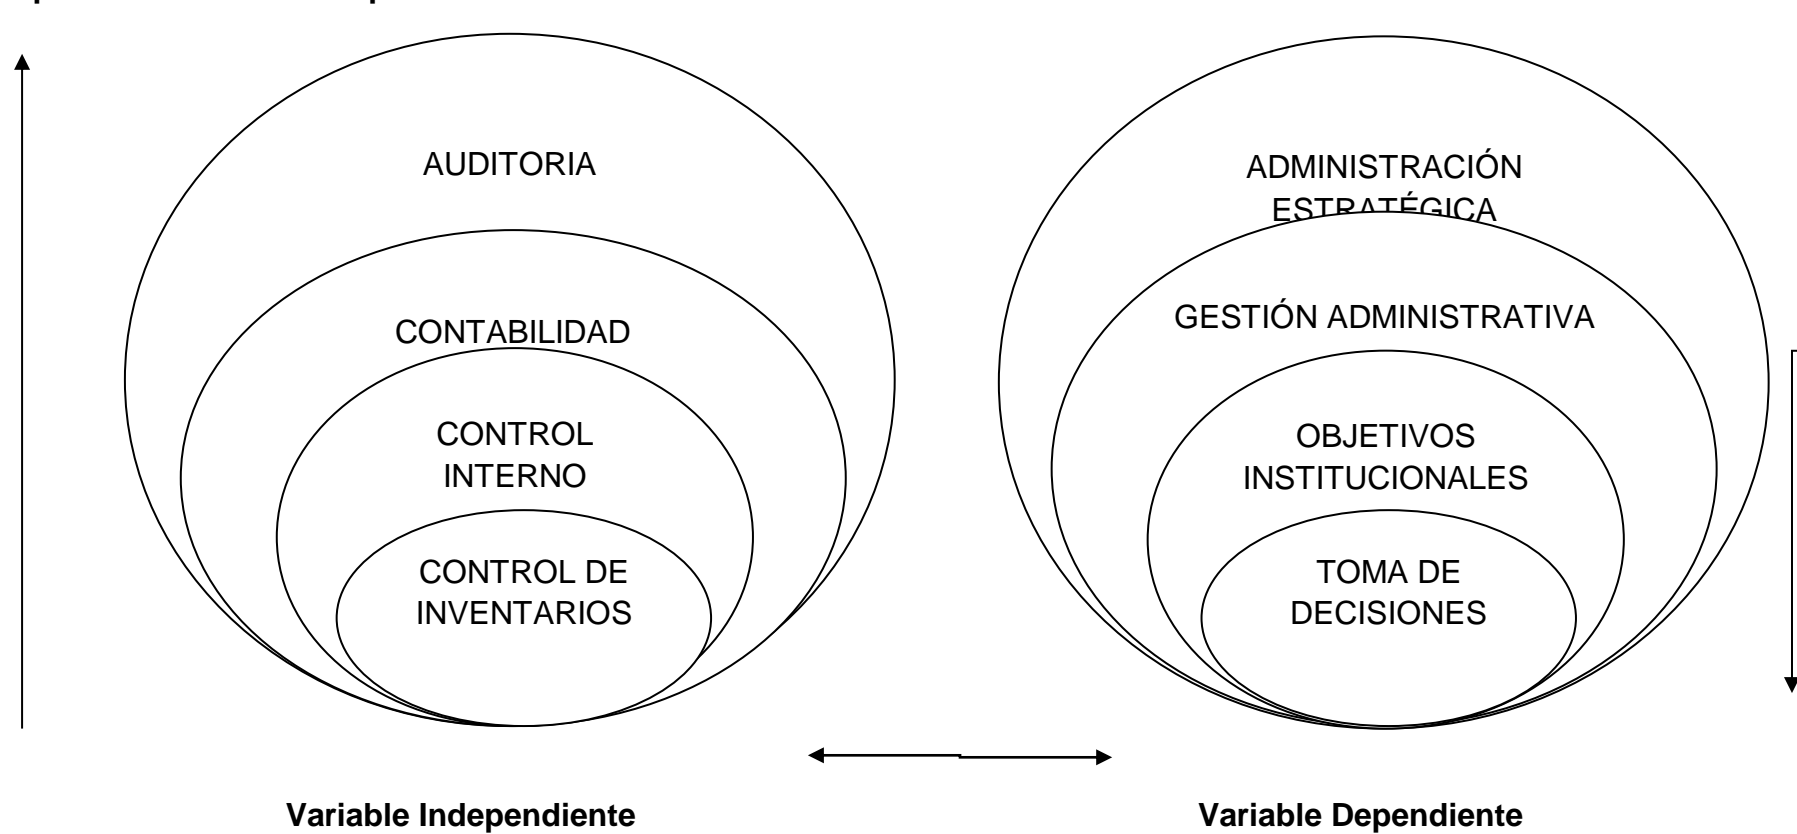 AUDITORIA
CONTABILIDAD
CONTROL
INTERNO
CONTROL DE
INVENTARIOS
ADMINISTRACIÓN
ESTRATÉGICA
GESTIÓN ADMINISTRATIVA
OBJETIVOS
INSTITUCIONALES
TOMA DE
DECISIONES
Variable Independiente
Variable Dependiente